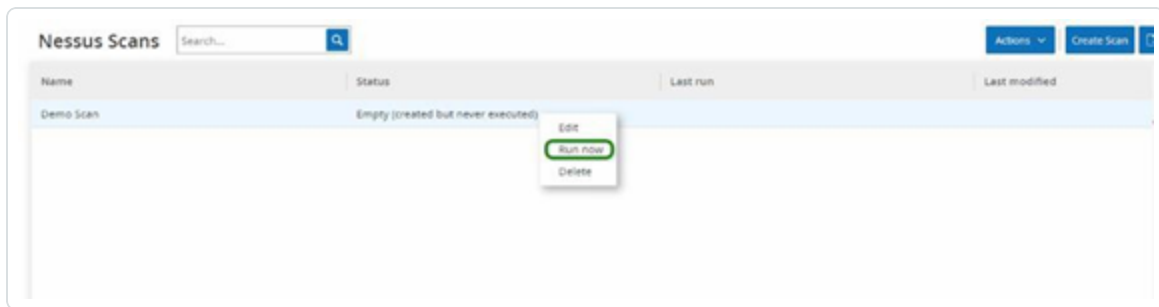 Nessus Scans Search... Actions Create Scan
Name Status Last run Last modified
Demo Scan Empty (created but never executed)
Edit
Run now
Delete